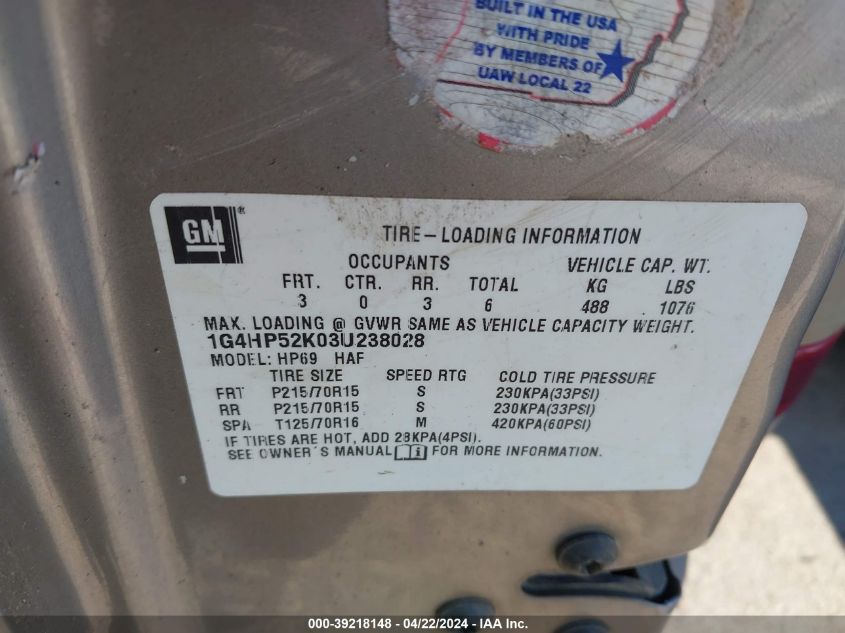 BUILT IN THE USA
WITH PRIDE
BY MEMBERS OF
UAW LOCAL 22
GM ®
TIRE-LOADING INFORMATION
OCCUPANTS VEHICLE CAP. WT.
FRT. CTR. RR. TOTAL KG LBS
3 0 3 6 488 1076
MAX. LOADING @ GVWR SAME AS VEHICLE CAPACITY WEIGHT.
1G4HP52K03U238028
MODEL: HP69 HAF
TIRE SIZE SPEED RTG COLD TIRE PRESSURE
FRT P215/70R15 S 230KPA(33PSI)
RR P215/70R15 S 230KPA(33PSI)
SPA T125/70R16 M 420KPA(60PSI)
IF TIRES ARE HOT, ADD 28KPA(4PSI).
SEE OWNER'S MANUAL i FOR MORE INFORMATION.
000-39218148 - 04/22/2024 - IAA Inc.